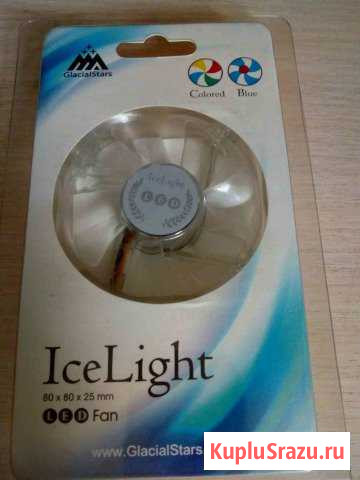 GlacialStars
Colored Blue
IceLight
LED
IceLight
80 x 80 x 25 mm
LED Fan
www.GlacialStars.
KupluSrazu.ru